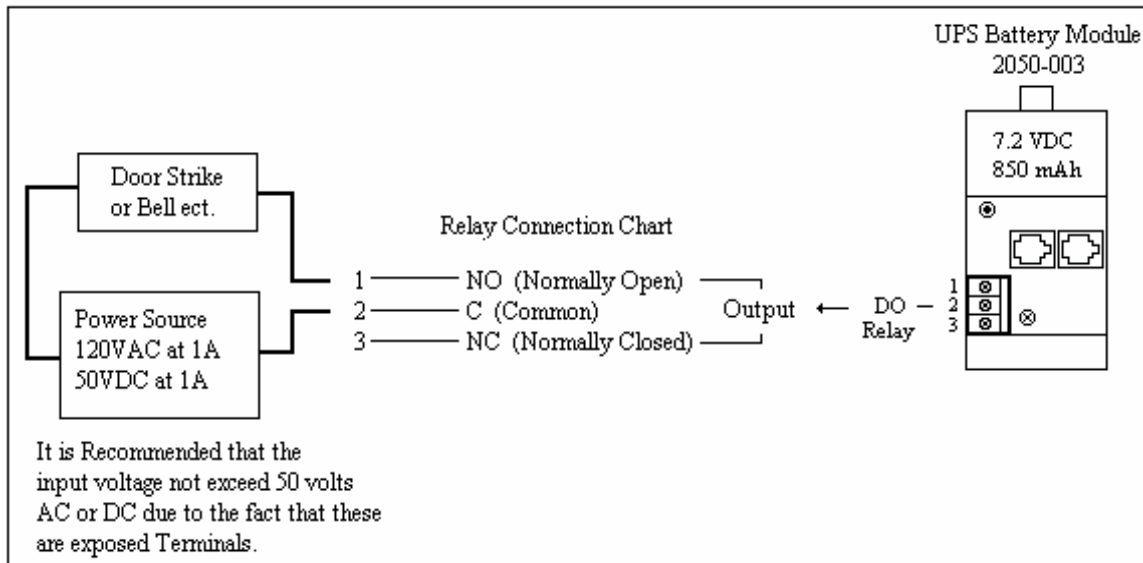 UPS Battery Module
2050-003
7.2 VDC
850 mAh
Door Strike
or Bell ect.
Relay Connection Chart
1 NO (Normally Open)
2 C (Common)
3 NC (Normally Closed)
Output
DO
Relay
1
2
3
Power Source
120VAC at 1A
50VDC at 1A
It is Recommended that the
input voltage not exceed 50 volts
AC or DC due to the fact that these
are exposed Terminals.